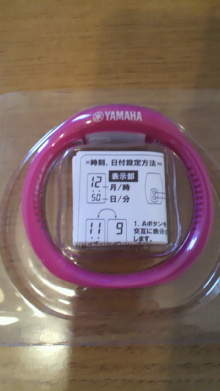 YAMAHA
=時刻、日付設定方法=
表示部
12 月/時
50 日/分
11 9
1. Aボタンを
交互に表示
します。